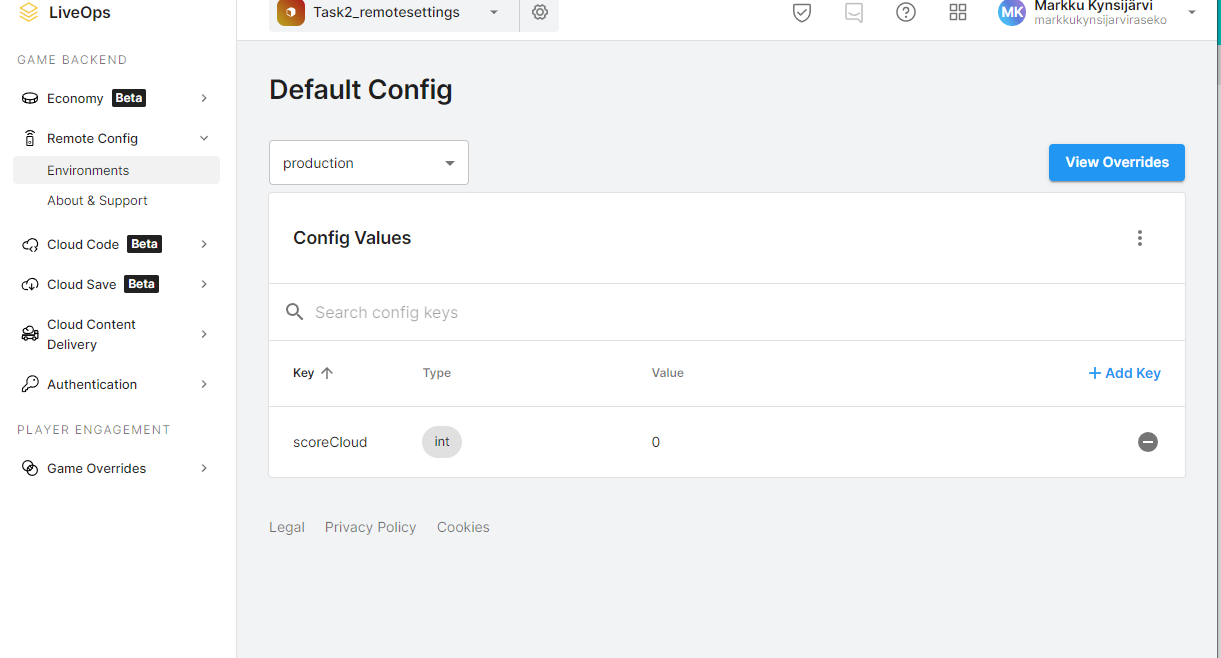 LiveOps
Task2_remotesettings
MK
Markku Kynsijärvi
markkukynsijarviraseko
GAME BACKEND
Economy Beta
Remote Config
Environments
About & Support
Cloud Code Beta
Cloud Save Beta
Cloud Content
Delivery
Authentication
PLAYER ENGAGEMENT
Game Overrides
Default Config
production
View Overrides
Config Values
Search config keys
Key Type Value + Add Key
scoreCloud int 0
Legal Privacy Policy Cookies